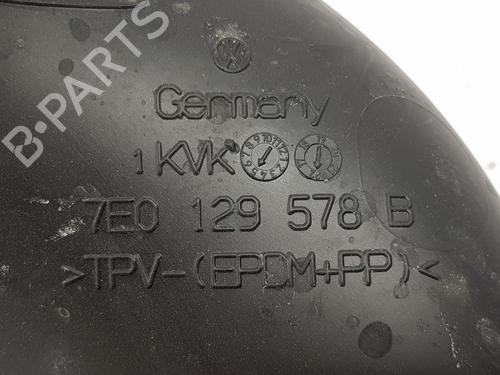 B-PARTS
Germany
1 KVK
7E0 129 578 B
>TPV-(EPDM+PP)<